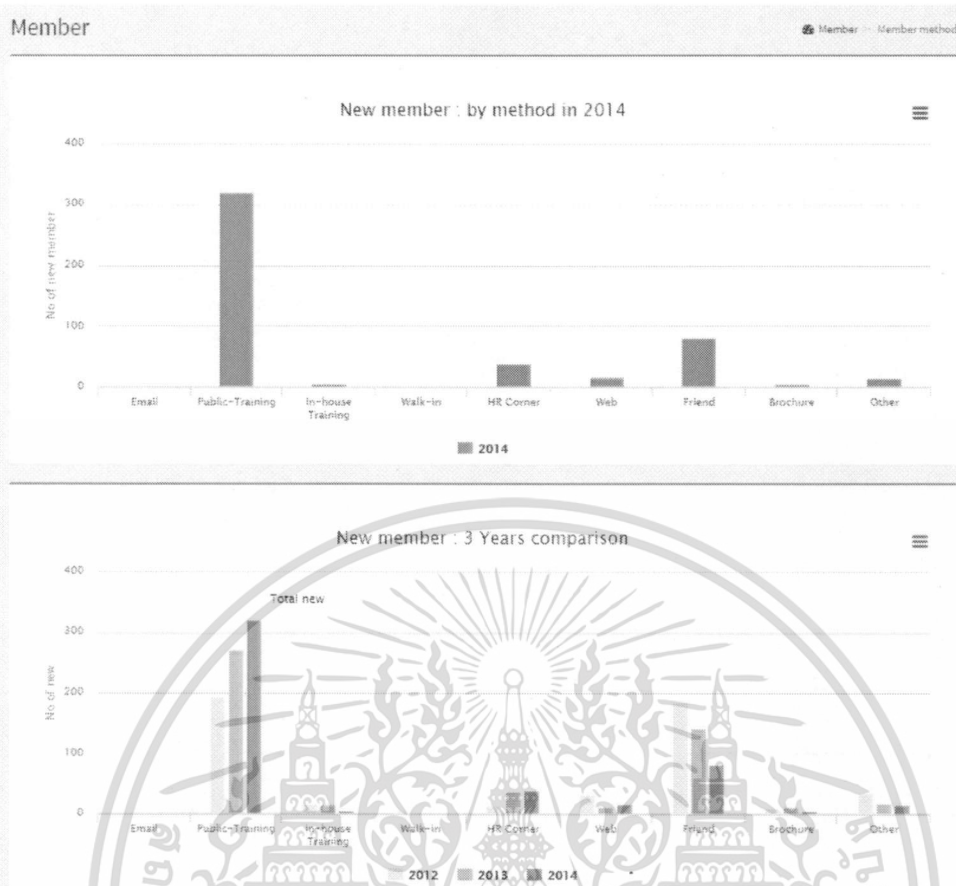 Member
Member Member method
New member : by method in 2014
400
300
200
100
0
No of new member
Email Public-Training In-house Training Walk-in HR Corner Web Friend Brochure Other
2014
New member : 3 Years comparison
400
300
200
100
0
No of new
Total new
Email Public-Training In-house Training Walk-in HR Corner Web Friend Brochure Other
2012 2013 2014